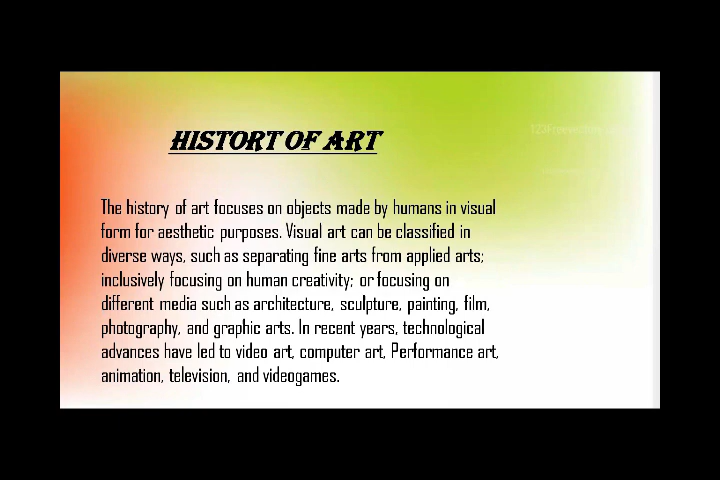 HISTORT OF ART
The history of art focuses on objects made by humans in visual
form for aesthetic purposes. Visual art can be classified in
diverse ways, such as separating fine arts from applied arts;
inclusively focusing on human creativity; or focusing on
different media such as architecture, sculpture, painting, film,
photography, and graphic arts. In recent years, technological
advances have led to video art, computer art, Performance art,
animation, television, and videogames.